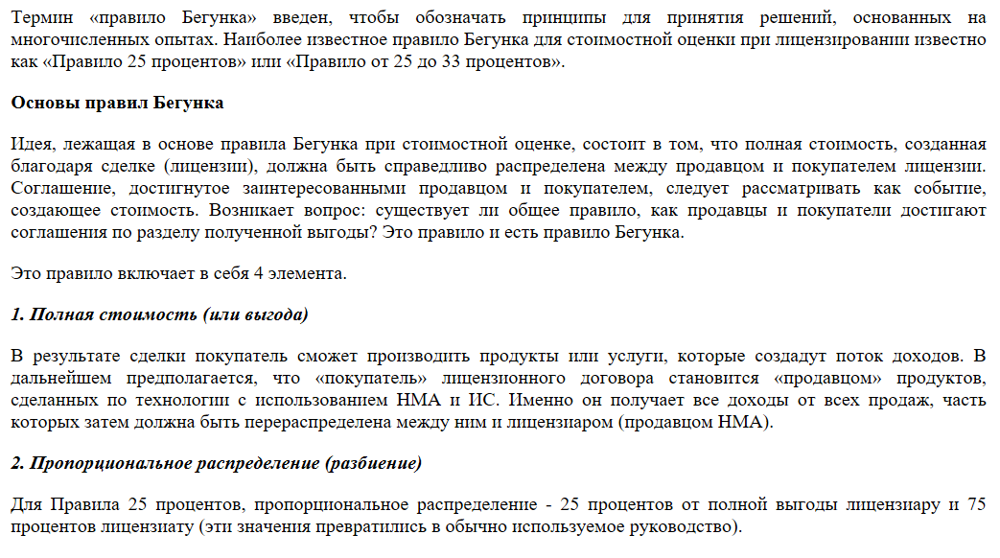 Термин «правило Бегунка» введен, чтобы обозначать принципы для принятия решений, основанных на
многочисленных опытах. Наиболее известное правило Бегунка для стоимостной оценки при лицензировании известно
как «Правило 25 процентов» или «Правило от 25 до 33 процентов».
Основы правил Бегунка
Идея, лежащая в основе правила Бегунка при стоимостной оценке, состоит в том, что полная стоимость, созданная
благодаря сделке (лицензии), должна быть справедливо распределена между продавцом и покупателем лицензии.
Соглашение, достигнутое заинтересованными продавцом и покупателем, следует рассматривать как событие,
создающее стоимость. Возникает вопрос: существует ли общее правило, как продавцы и покупатели достигают
соглашения по разделу полученной выгоды? Это правило и есть правило Бегунка.
Это правило включает в себя 4 элемента.
1. Полная стоимость (или выгода)
В результате сделки покупатель сможет производить продукты или услуги, которые создадут поток доходов. В
дальнейшем предполагается, что «покупатель» лицензионного договора становится «продавцом» продуктов,
сделанных по технологии с использованием НМА и ИС. Именно он получает все доходы от всех продаж, часть
которых затем должна быть перераспределена между ним и лицензиаром (продавцом НМА).
2. Пропорциональное распределение (разбиение)
Для Правила 25 процентов, пропорциональное распределение - 25 процентов от полной выгоды лицензиару и 75
процентов лицензиату (эти значения превратились в обычно используемое руководство).